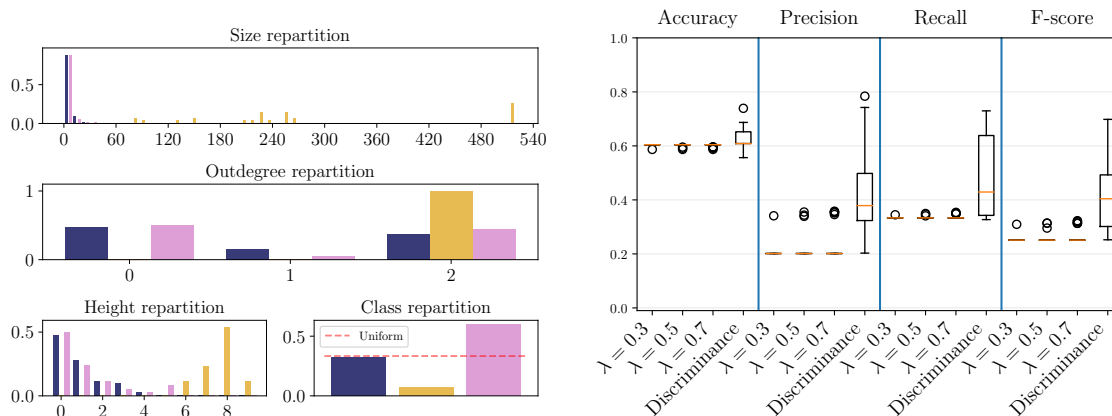 Size repartition
0.5
0.0
0 60 120 180 240 300 360 420 480 540
Outdegree repartition
1
0
0 1 2
Height repartition
0.5
0.0
0 2 4 6 8
Class repartition
0.5
0.0
Uniform
Accuracy Precision Recall F-score
1.0
0.8
0.6
0.4
0.2
0.0
λ = 0.3
λ = 0.5
λ = 0.7
Discriminance
λ = 0.3
λ = 0.5
λ = 0.7
Discriminance
λ = 0.3
λ = 0.5
λ = 0.7
Discriminance
λ = 0.3
λ = 0.5
λ = 0.7
Discriminance